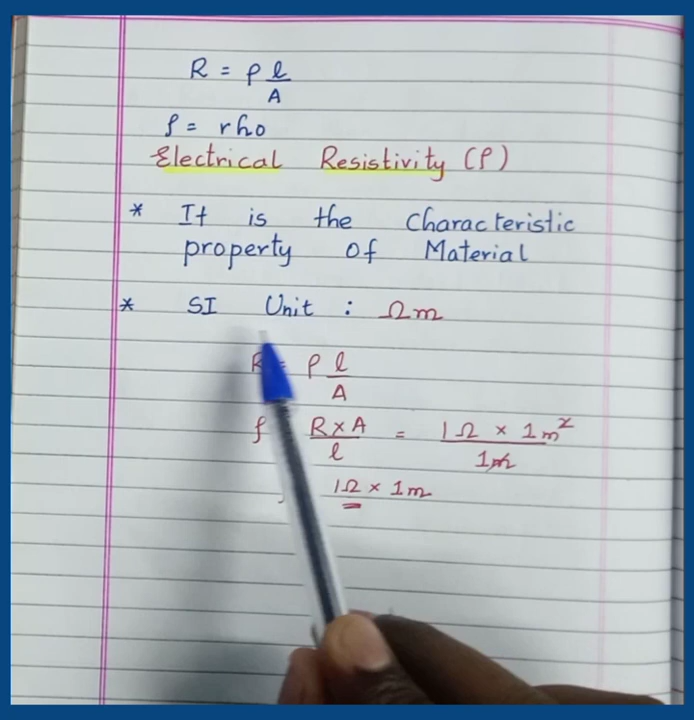 R = ρ l/A
ρ = rho
Electrical Resistivity (ρ)
* It is the characteristic
property of Material
* SI Unit : Ωm
R = ρ l/A
ρ R×A/l = 1Ω × 1m²/1m
1Ω × 1m